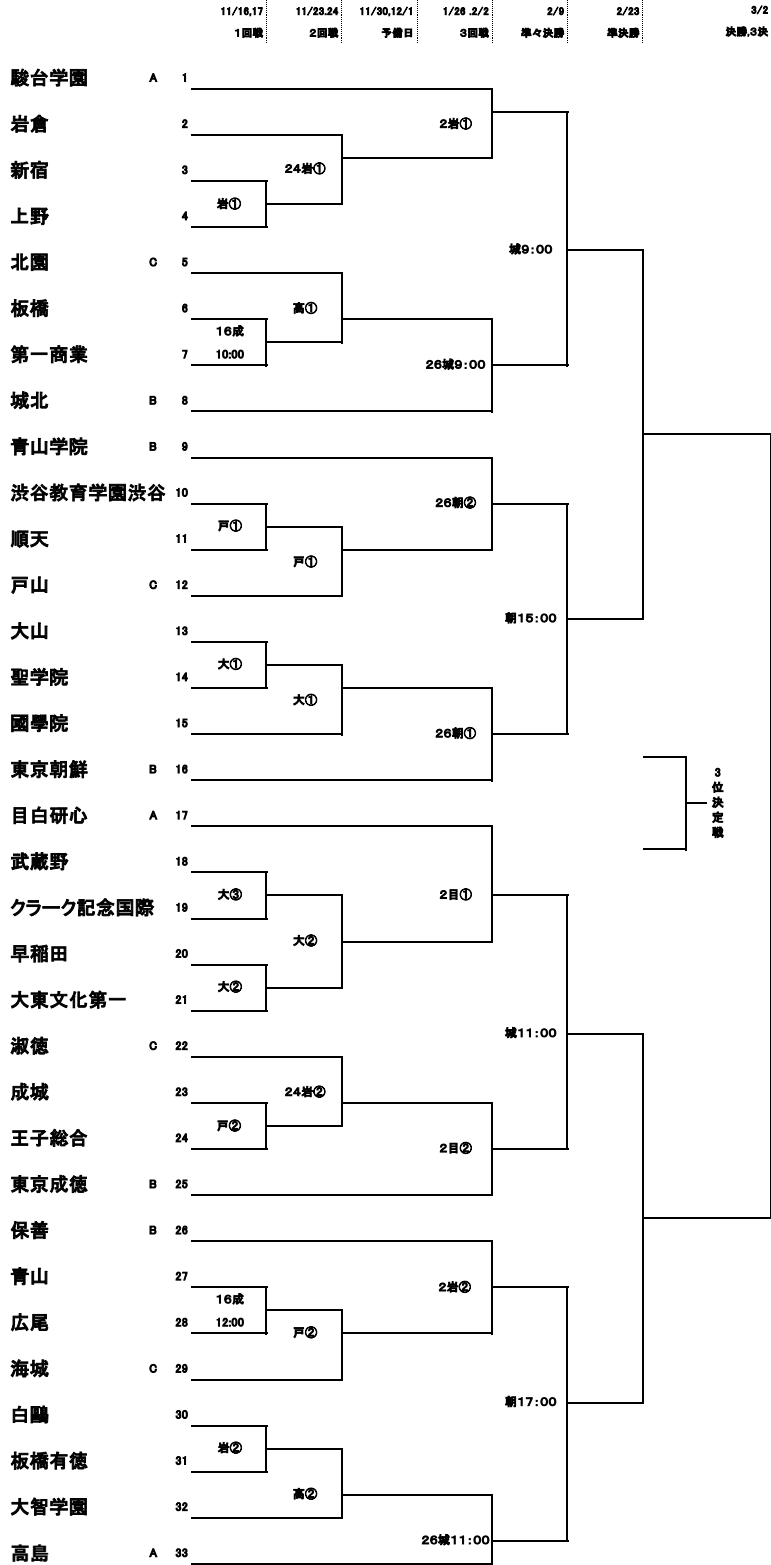 11/16,17 11/23.24 11/30,12/1 1/26 .2/2 2/9 2/23 3/2
1回戦 2回戦 予備日 3回戦 準々決勝 準決勝 決勝,3決
駿台学園 A 1
2岩①
岩倉 2
新宿 3 24岩①
岩①
上野 4
城9:00
北園 C 5
板橋 6 高①
16成
第一商業 7 10:00 26城9:00
城北 B 8
青山学院 B 9
渋谷教育学園渋谷 10 26朝②
戸①
順天 11
戸①
戸山 C 12
朝15:00
大山 13
大①
聖学院 14
大①
國學院 15 26朝①
東京朝鮮 B 16
3位決定戦
目白研心 A 17
武蔵野 18
大③ 2目①
クラーク記念国際 19
大②
早稲田 20
大②
大東文化第一 21
城11:00
淑徳 C 22
成城 23 24岩②
戸②
王子総合 24 2目②
東京成徳 B 25
保善 B 26
青山 27 2岩②
16成
広尾 28 12:00 戸②
海城 C 29
朝17:00
白鷗 30
岩②
板橋有徳 31
高②
大智学園 32
26城11:00
高島 A 33